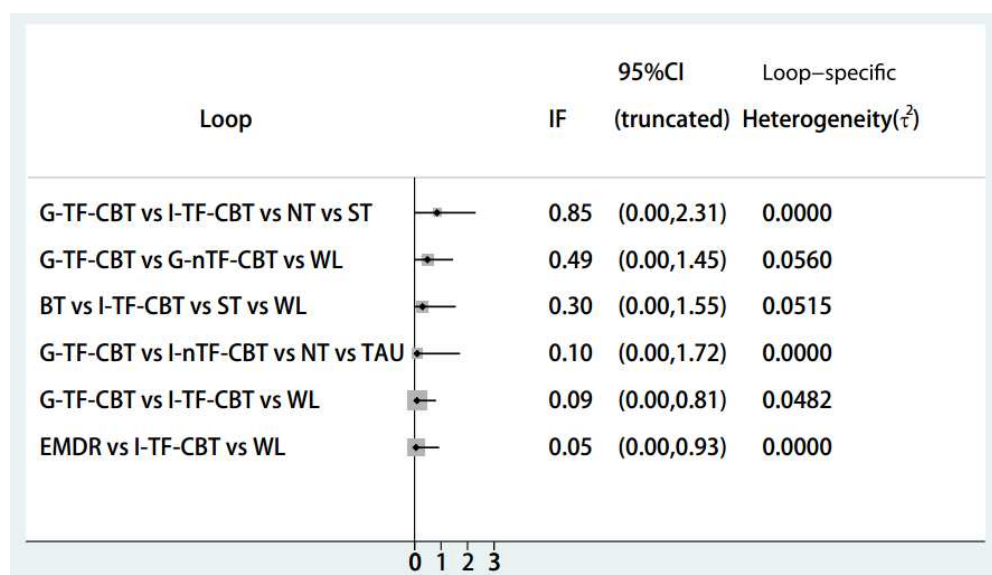 95%CI Loop–specific
Loop IF (truncated) Heterogeneity(τ²)
G-TF-CBT vs I-TF-CBT vs NT vs ST 0.85 (0.00,2.31) 0.0000
G-TF-CBT vs G-nTF-CBT vs WL 0.49 (0.00,1.45) 0.0560
BT vs I-TF-CBT vs ST vs WL 0.30 (0.00,1.55) 0.0515
G-TF-CBT vs I-nTF-CBT vs NT vs TAU 0.10 (0.00,1.72) 0.0000
G-TF-CBT vs I-TF-CBT vs WL 0.09 (0.00,0.81) 0.0482
EMDR vs I-TF-CBT vs WL 0.05 (0.00,0.93) 0.0000
0 1 2 3